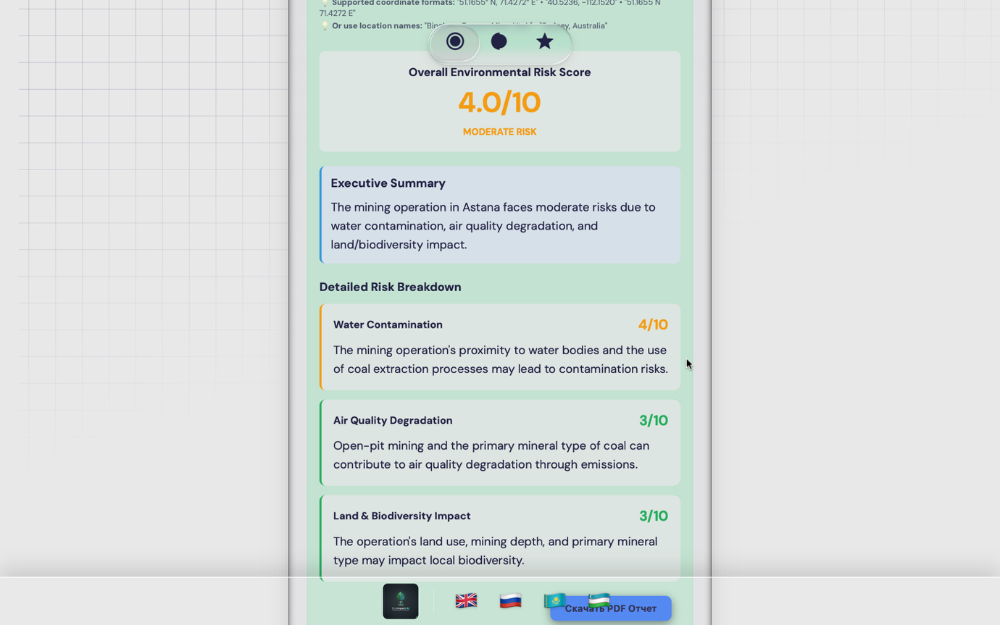 💡 Supported coordinate formats: "51.1655° N, 71.4272° E" • "40.5236, -112.1520" • "51.1655 N
71.4272 E"
💡 Or use location names: Australia"
Overall Environmental Risk Score
4.0/10
MODERATE RISK
Executive Summary
The mining operation in Astana faces moderate risks due to
water contamination, air quality degradation, and
land/biodiversity impact.
Detailed Risk Breakdown
Water Contamination 4/10
The mining operation's proximity to water bodies and the use
of coal extraction processes may lead to contamination risks.
Air Quality Degradation 3/10
Open-pit mining and the primary mineral type of coal can
contribute to air quality degradation through emissions.
Land & Biodiversity Impact 3/10
The operation's land use, mining depth, and primary mineral
type may impact local biodiversity.
Скачать PDF Отчет